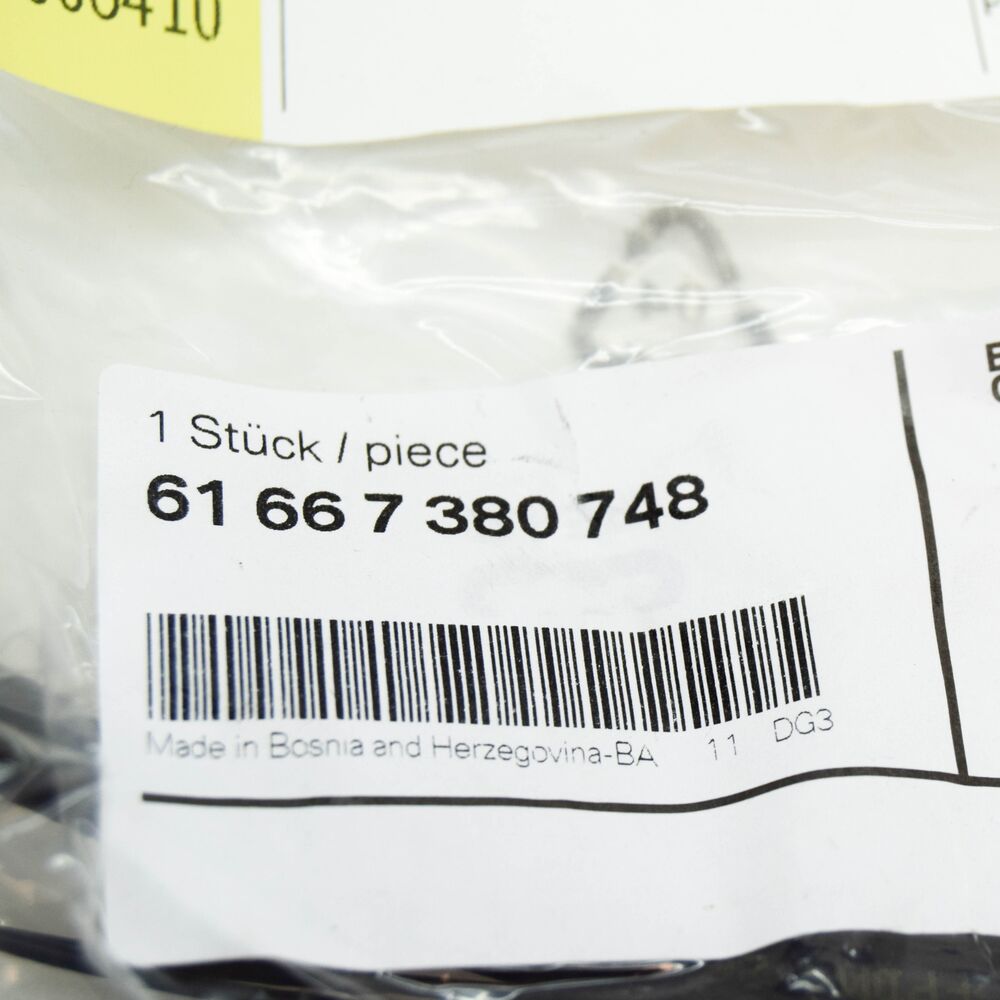 1 Stück / piece
61 66 7 380 748
Made in Bosnia and Herzegovina-BA 11 DG3